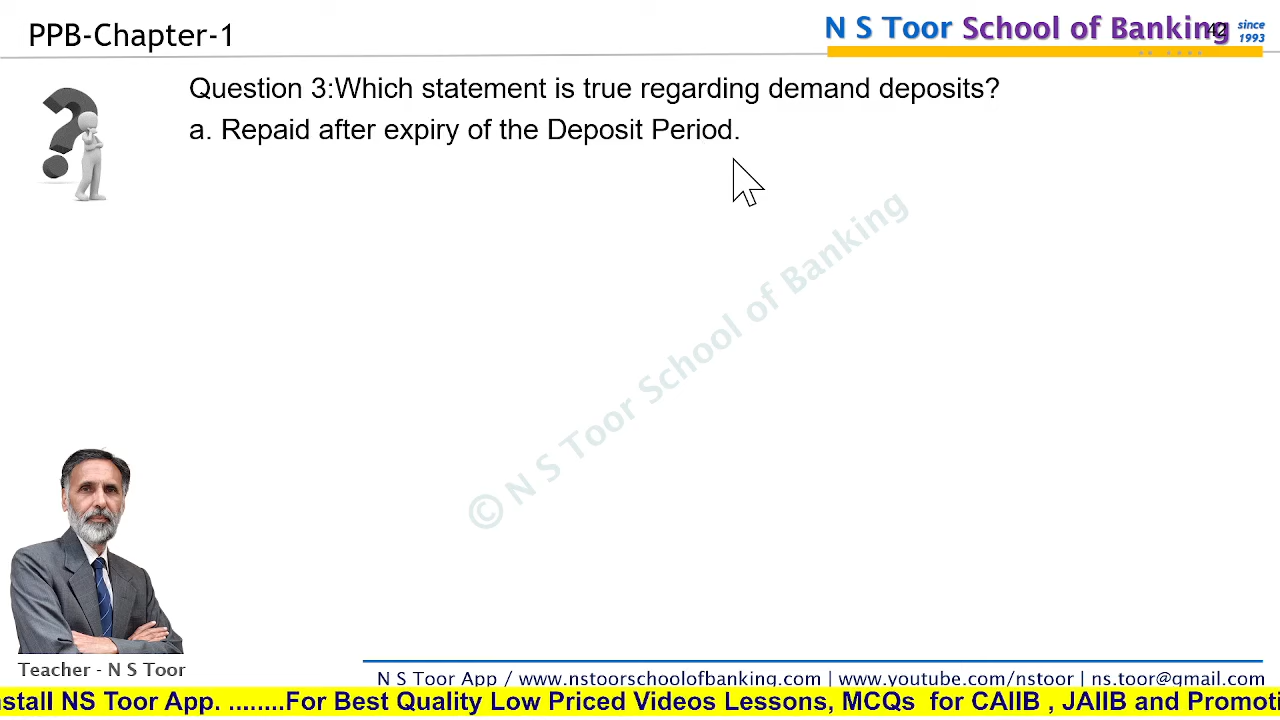 PPB-Chapter-1
N S Toor School of Banking
since
1993
42
Question 3:Which statement is true regarding demand deposits?
a. Repaid after expiry of the Deposit Period.
© N S Toor School of Banking
Teacher - N S Toor
N S Toor App / www.nstoorschoolofbanking.com | www.youtube.com/nstoor | ns.toor@gmail.com
nstall NS Toor App. ........For Best Quality Low Priced Videos Lessons, MCQs for CAIIB , JAIIB and Promoti